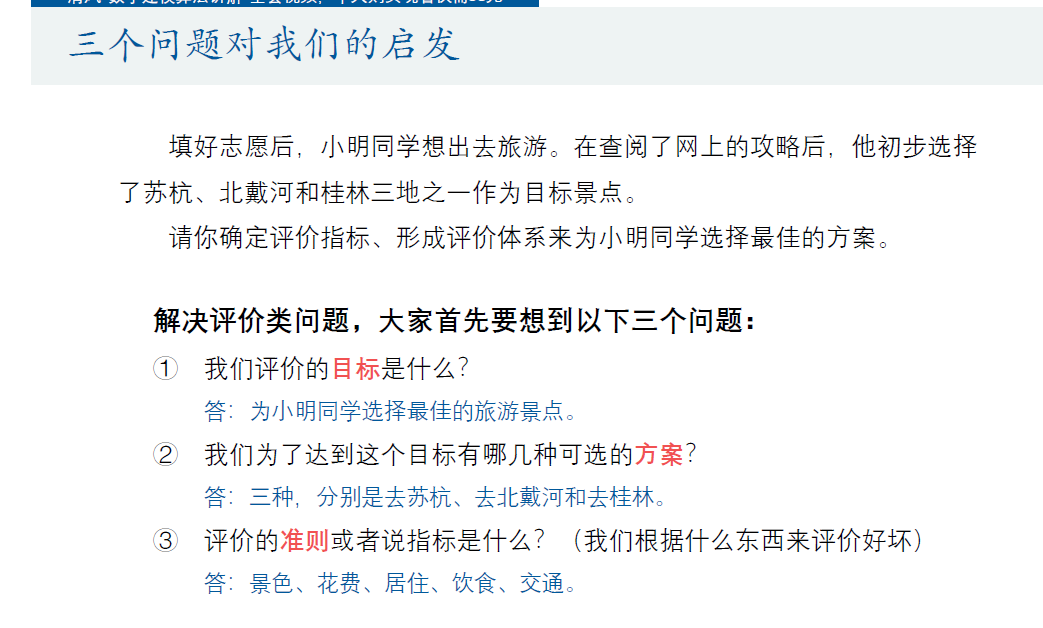 三个问题对我们的启发
填好志愿后，小明同学想出去旅游。在查阅了网上的攻略后，他初步选择
了苏杭、北戴河和桂林三地之一作为目标景点。
请你确定评价指标、形成评价体系来为小明同学选择最佳的方案。
解决评价类问题，大家首先要想到以下三个问题：
① 我们评价的目标是什么？
答：为小明同学选择最佳的旅游景点。
② 我们为了达到这个目标有哪几种可选的方案？
答：三种，分别是去苏杭、去北戴河和去桂林。
③ 评价的准则或者说指标是什么？（我们根据什么东西来评价好坏）
答：景色、花费、居住、饮食、交通。